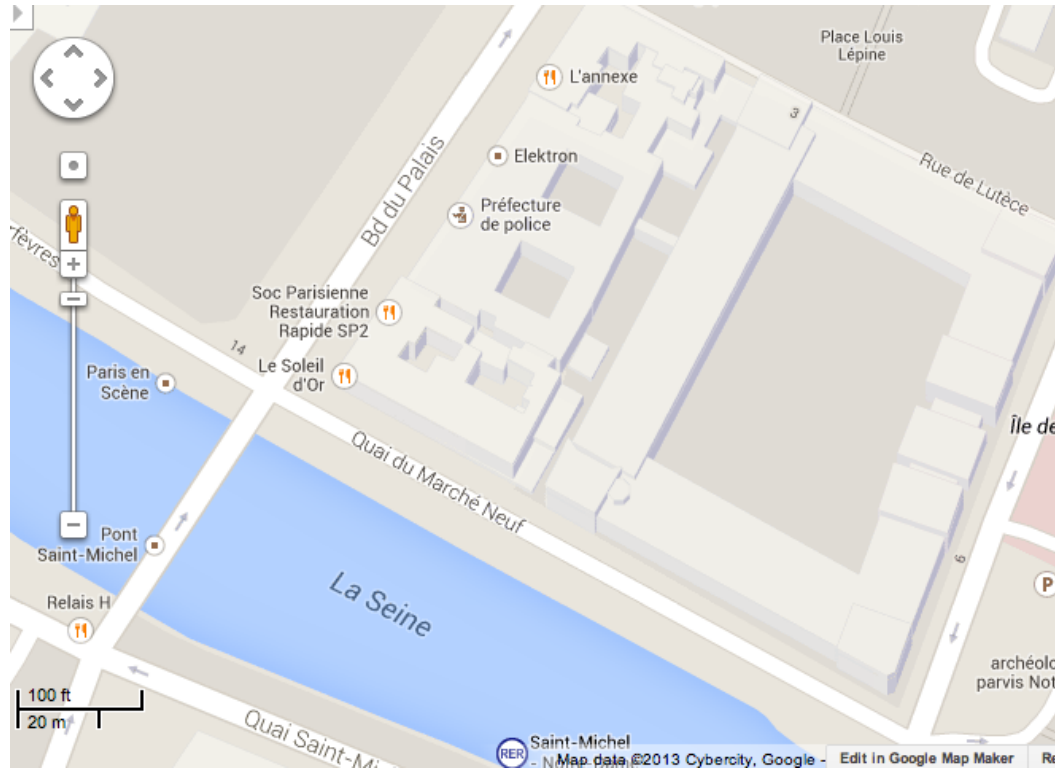 Place Louis
Lépine
L'annexe
3
Elektron
Rue de Lutèce
Bd du Palais
Préfecture
de police
fèvres
Soc Parisienne
Restauration
Rapide SP2
14
Le Soleil
d'Or
Paris en
Scène
Île de
Quai du Marché Neuf
Pont
Saint-Michel
La Seine
9
P
Relais H
archéolo
parvis Not
100 ft
20 m
Quai Saint-Mi
RER
Saint-Michel
Map data ©2013 Cybercity, Google -
Edit in Google Map Maker